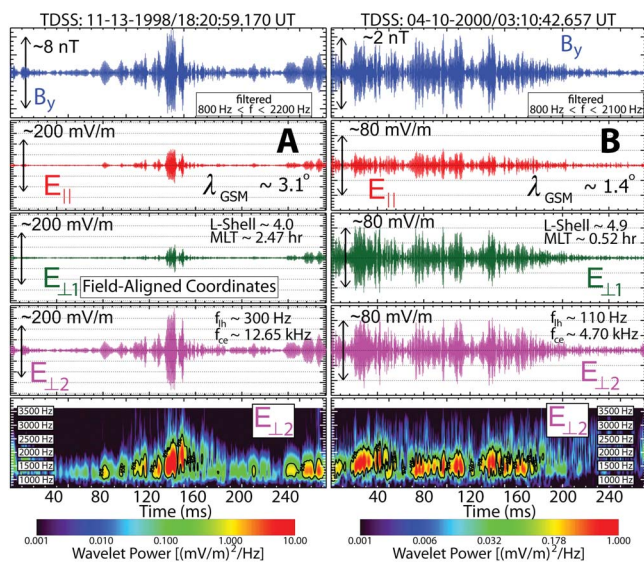 TDSS: 11-13-1998/18:20:59.170 UT
~8 nT
By
filtered
800 Hz < f < 2200 Hz
~200 mV/m
A
E||
λGSM ~ 3.1°
~200 mV/m
L-Shell ~ 4.0
MLT ~ 2.47 hr
E⊥1
Field-Aligned Coordinates
~200 mV/m
flh ~ 300 Hz
fce ~ 12.65 kHz
E⊥2
E⊥2
3500 Hz
3000 Hz
2500 Hz
2000 Hz
1500 Hz
1000 Hz
40 80 120 160 200 240
Time (ms)
0.001 0.010 0.100 1.000 10.00
Wavelet Power [(mV/m)²/Hz]
TDSS: 04-10-2000/03:10:42.657 UT
~2 nT
By
filtered
800 Hz < f < 2100 Hz
~80 mV/m
B
E||
λGSM ~ 1.4°
~80 mV/m
L-Shell ~ 4.9
MLT ~ 0.52 hr
E⊥1
~80 mV/m
flh ~ 110 Hz
fce ~ 4.70 kHz
E⊥2
E⊥2
3500 Hz
3000 Hz
2500 Hz
2000 Hz
1500 Hz
1000 Hz
40 80 120 160 200 240
Time (ms)
0.001 0.006 0.032 0.178 1.000
Wavelet Power [(mV/m)²/Hz]